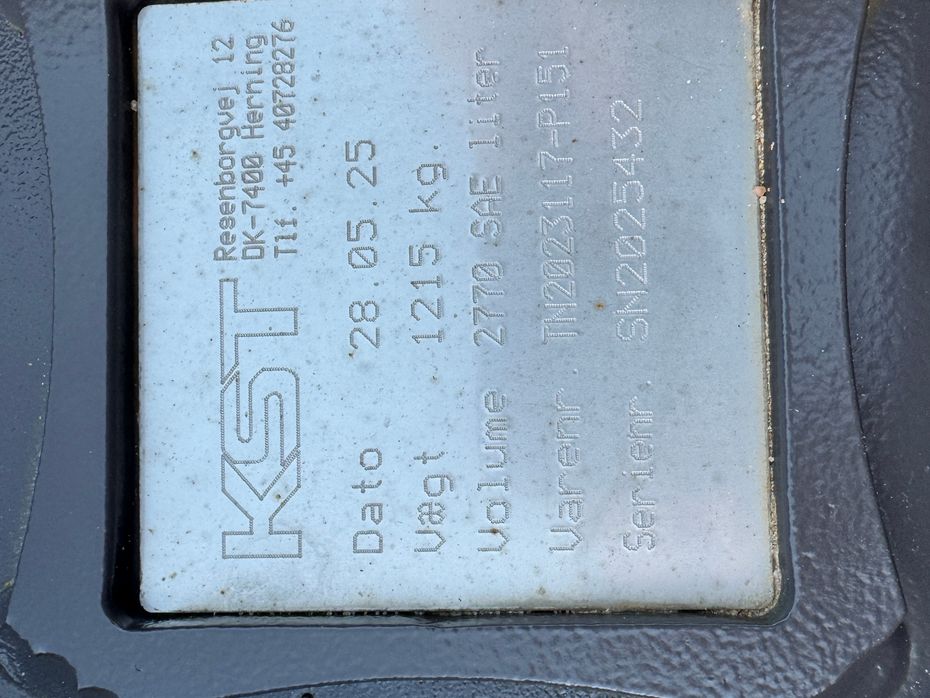 KST
Resenborgvej 12
DK-7400 Herning
Tlf. +45 40728276
Dato 28.05.25
Vægt 1215 kg.
Volume 2770 SAE liter
Varenr. TN2023117-P151
Serienr. SN2025432